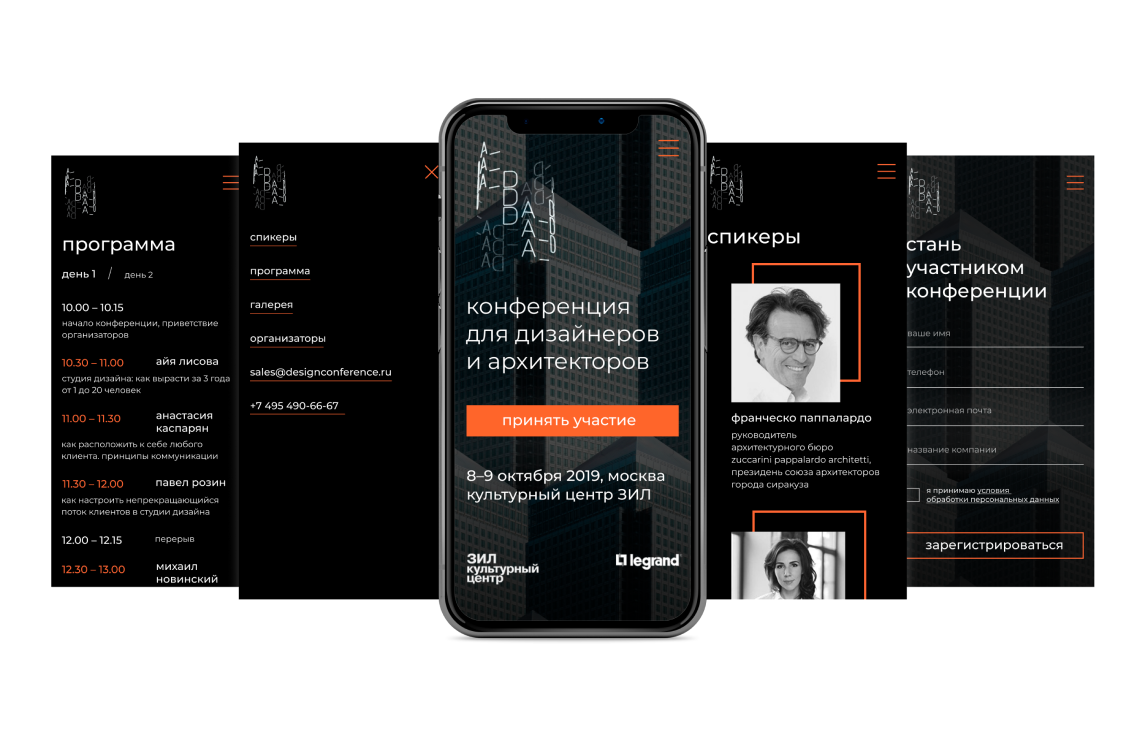 программа
день 1 / день 2
10.00 – 10.15
начало конференции, приветствие
организаторов
10.30 – 11.00 айя лисова
студия дизайна: как вырасти за 3 года
от 1 до 20 человек
11.00 – 11.30 анастасия
каспарян
как расположить к себе любого
клиента. принципы коммуникации
11.30 – 12.00 павел розин
как настроить непрекращающийся
поток клиентов в студии дизайна
12.00 – 12.15 перерыв
12.30 – 13.00 михаил
новинский
спикеры
программа
галерея
организаторы
sales@designconference.ru
+7 495 490-66-67
конференция
для дизайнеров
и архитекторов
принять участие
8–9 октября 2019, москва
культурный центр ЗИЛ
ЗИЛ
культурный
центр
legrand
спикеры
франческо паппалардо
руководитель
архитектурного бюро
zuccarini pappalardo architetti,
президень союза архитекторов
города сиракуза
стань
участником
конференции
ваше имя
телефон
электронная почта
название компании
я принимаю условия
обработки персональных данных
зарегистрироваться